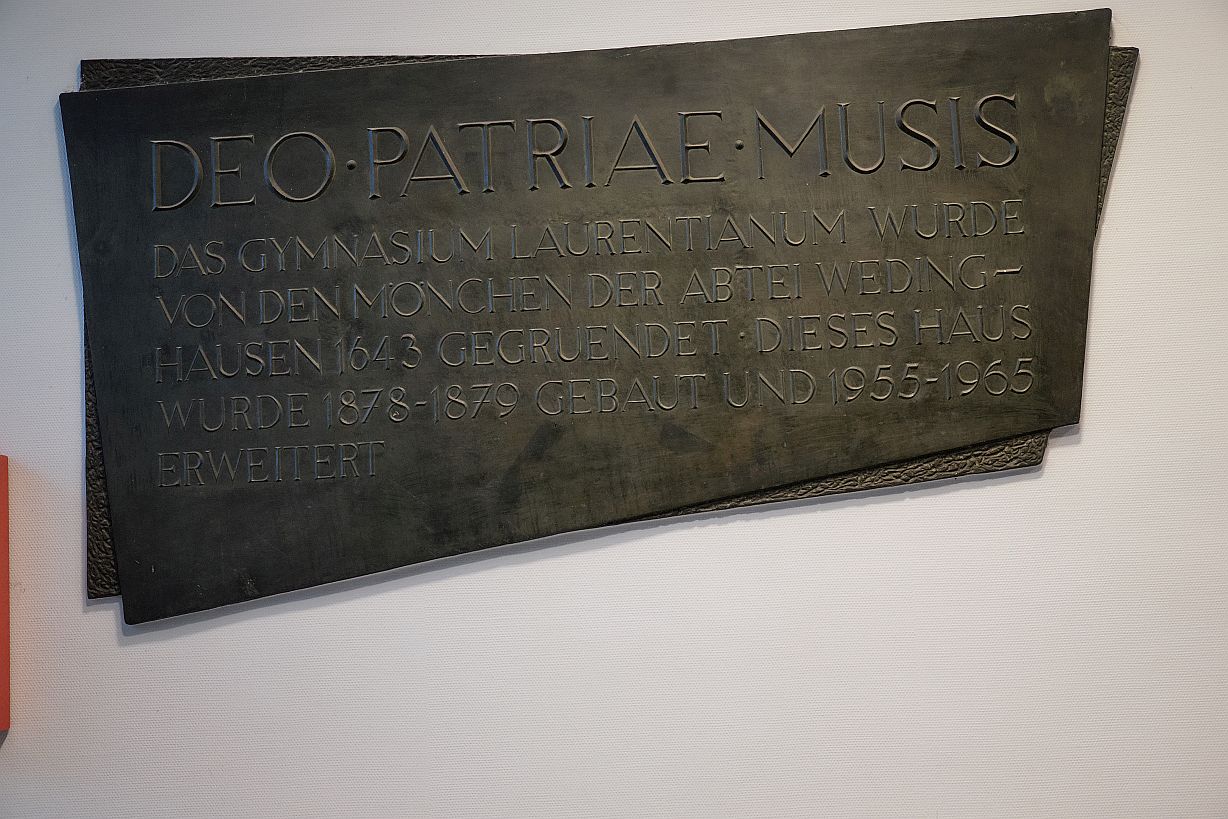 DEO·PATRIAE·MUSIS
DAS GYMNASIUM LAURENTIANUM WURDE
VON DEN MÖNCHEN DER ABTEI WEDING-
HAUSEN 1643 GEGRUENDET · DIESES HAUS
WURDE 1878-1879 GEBAUT UND 1955-1965
ERWEITERT